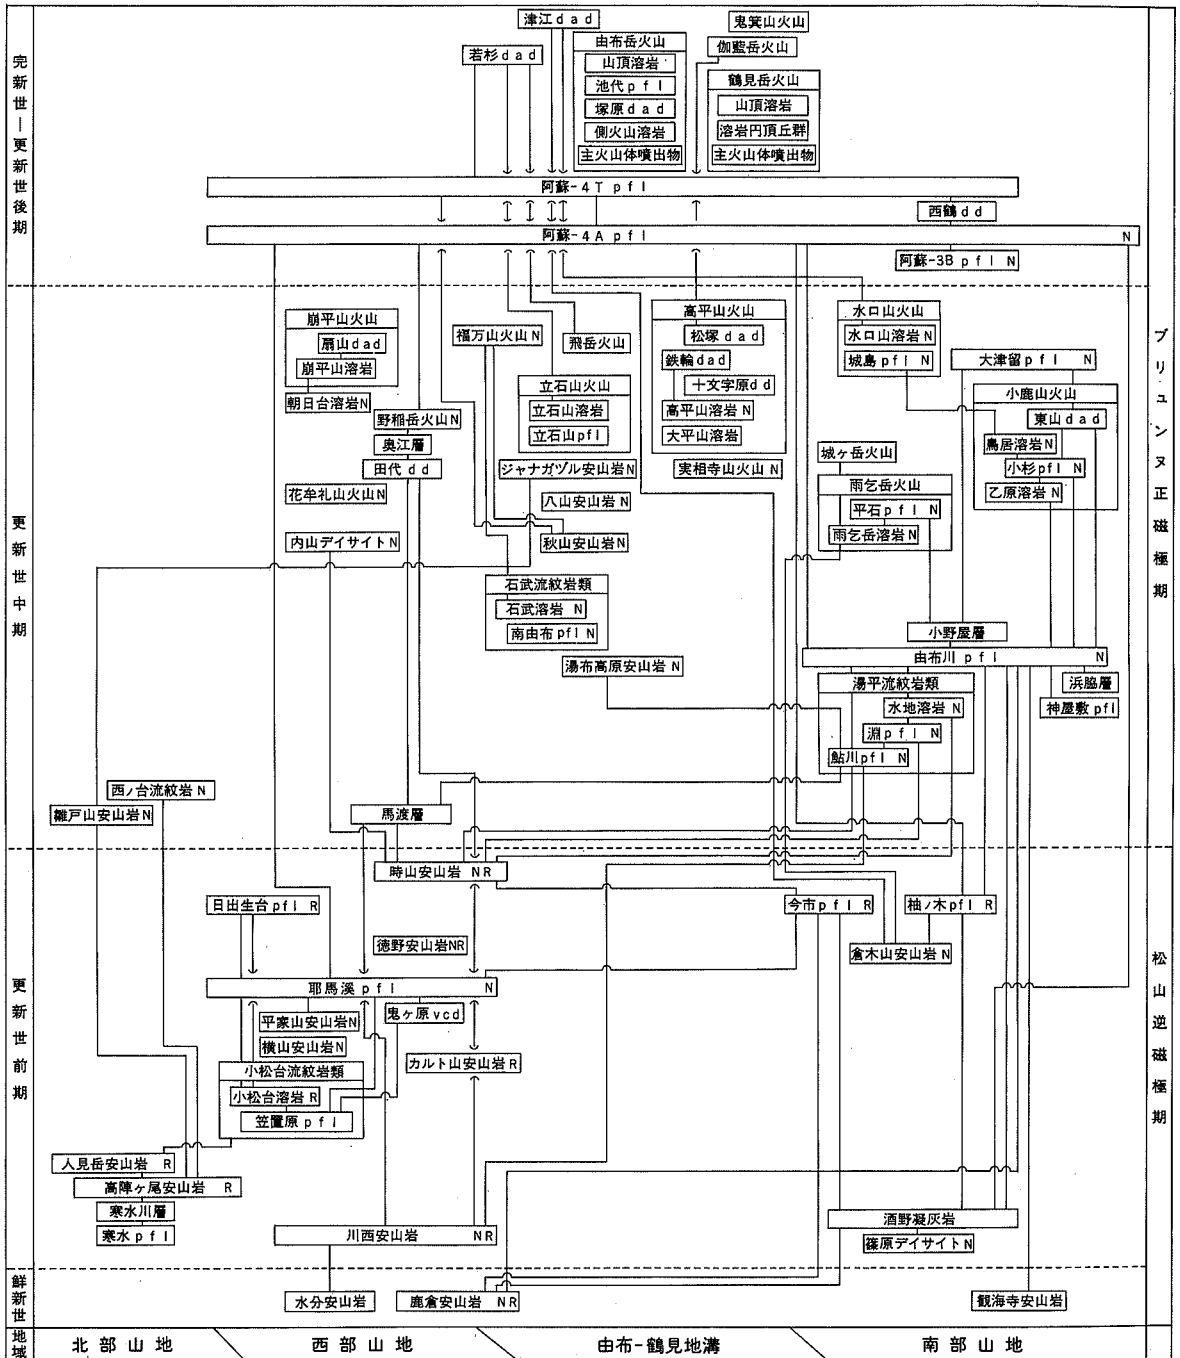 津江dad
鬼箕山火山
若杉dad
由布岳火山
伽藍岳火山
山頂溶岩
池代pfl
塚原dad
側火山溶岩
主火山体噴出物
鶴見岳火山
山頂溶岩
溶岩円頂丘群
主火山体噴出物
完新世―更新世後期
阿蘇-4T pfl
西鶴dd
阿蘇-4A pfl N
阿蘇-3B pfl N
崩平山火山
扇山dad
崩平山溶岩
朝日台溶岩N
野稲岳火山N
奥江層
田代dd
花牟礼山火山N
内山デイサイトN
福万山火山N
飛岳火山
立石山火山
立石山溶岩
立石山pfl
ジャナガヅル安山岩N
八山安山岩N
秋山安山岩N
石武流紋岩類
石武溶岩 N
南由布pfl N
湯布高原安山岩 N
高平山火山
松塚dad
鉄輪dad
十文字原dd
高平山溶岩N
大平山溶岩
実相寺山火山N
水口山火山
水口山溶岩N
城島pfl N
大津留pfl N
小鹿山火山
東山dad
鳥居溶岩N
小杉pfl N
乙原溶岩N
城ヶ岳火山
雨乞岳火山
平石pfl N
雨乞岳溶岩N
小野屋層
由布川pfl N
浜脇層
神屋敷pfl
湯平流紋岩類
水地溶岩N
淵pfl N
鮎川pfl N
更新世中期
ブリュンヌ正磁極期
西ノ台流紋岩N
雛戸山安山岩N
馬渡層
時山安山岩 NR
日出生台pfl R
今市pfl R
柚ノ木pfl R
徳野安山岩NR
倉木山安山岩N
耶馬溪pfl N
平家山安山岩N
鬼ヶ原vcd
横山安山岩N
カルト山安山岩R
小松台流紋岩類
小松台溶岩R
笠置原pfl
人見岳安山岩 R
高陣ヶ尾安山岩 R
寒水川層
寒水pfl
川西安山岩 NR
酒野凝灰岩
篠原デイサイトN
更新世前期
松山逆磁極期
鮮新世
水分安山岩
鹿倉安山岩 NR
観海寺安山岩
地域
北部山地
西部山地
由布-鶴見地溝
南部山地